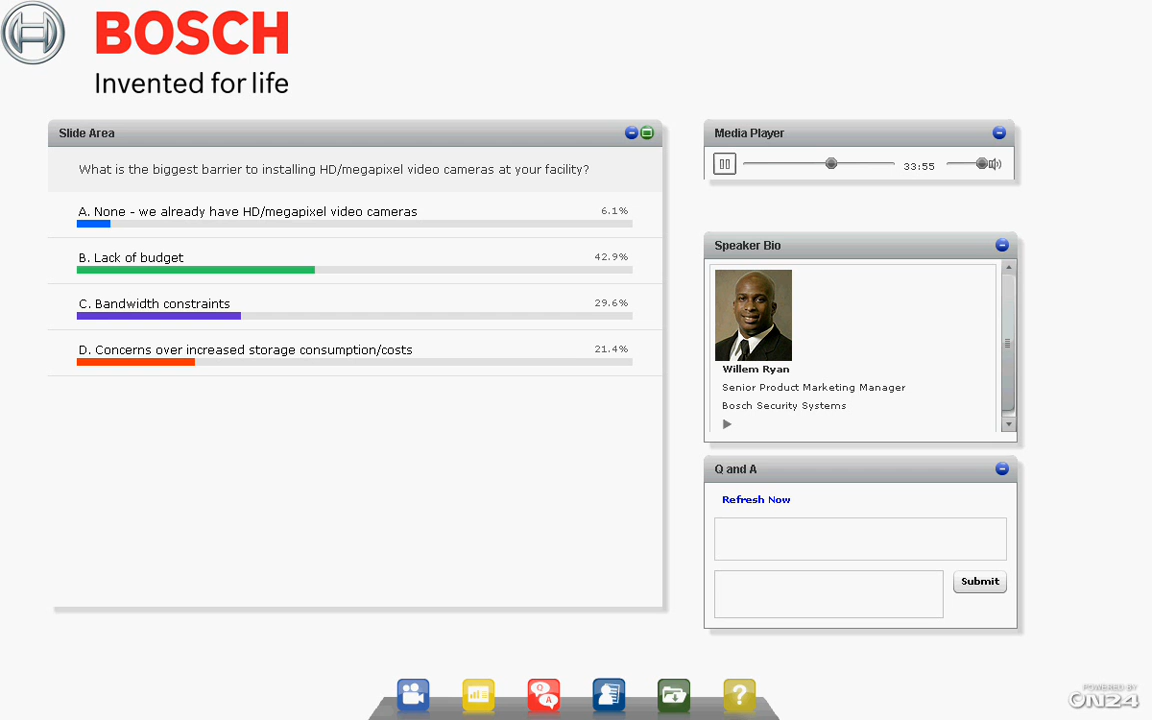 BOSCH
Invented for life
Slide Area
What is the biggest barrier to installing HD/megapixel video cameras at your facility?
A. None - we already have HD/megapixel video cameras
6.1%
B. Lack of budget
42.9%
C. Bandwidth constraints
29.6%
D. Concerns over increased storage consumption/costs
21.4%
Media Player
33:55
Speaker Bio
Willem Ryan
Senior Product Marketing Manager
Bosch Security Systems
Q and A
Refresh Now
Submit
Q
A
?
POWERED BY
ON24